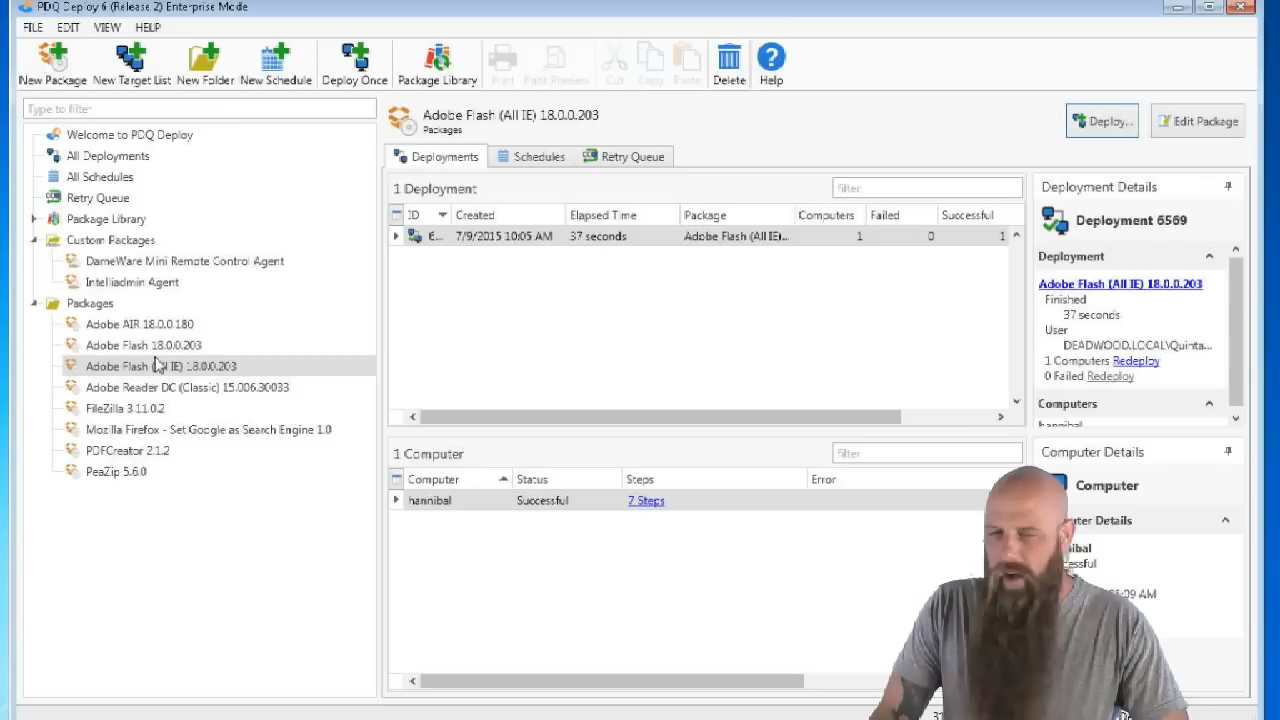 PDQ Deploy 6 (Release 2) Enterprise Mode
FILE EDIT VIEW HELP
New Package New Target List New Folder New Schedule Deploy Once Package Library Print Print Preview Cut Copy Paste Delete Help
Type to filter
Welcome to PDQ Deploy
All Deployments
All Schedules
Retry Queue
Package Library
Custom Packages
DameWare Mini Remote Control Agent
Intelliadmin Agent
Packages
Adobe AIR 18.0.0.180
Adobe Flash 18.0.0.203
Adobe Flash IE) 18.0.0.203
Adobe Reader DC (Classic) 15.006.30033
FileZilla 3.11.0.2
Mozilla Firefox - Set Google as Search Engine 1.0
PDFCreator 2.1.2
PeaZip 5.6.0
Adobe Flash (All IE) 18.0.0.203
Packages
Deploy... Edit Package
Deployments Schedules Retry Queue
1 Deployment Filter
ID Created Elapsed Time Package Computers Failed Successful
6... 7/9/2015 10:05 AM 37 seconds Adobe Flash (All IE)... 1 0 1
1 Computer Filter
Computer Status Steps Error
hannibal Successful 7 Steps
Deployment Details
Deployment 6569
Deployment
Adobe Flash (All IE) 18.0.0.203
Finished
37 seconds
User
DEADWOOD.LOCAL\Quinta...
1 Computers Redeploy
0 Failed Redeploy
Computers
hannibal
Computer Details
Computer
uter Details
ibal
essful
:09 AM